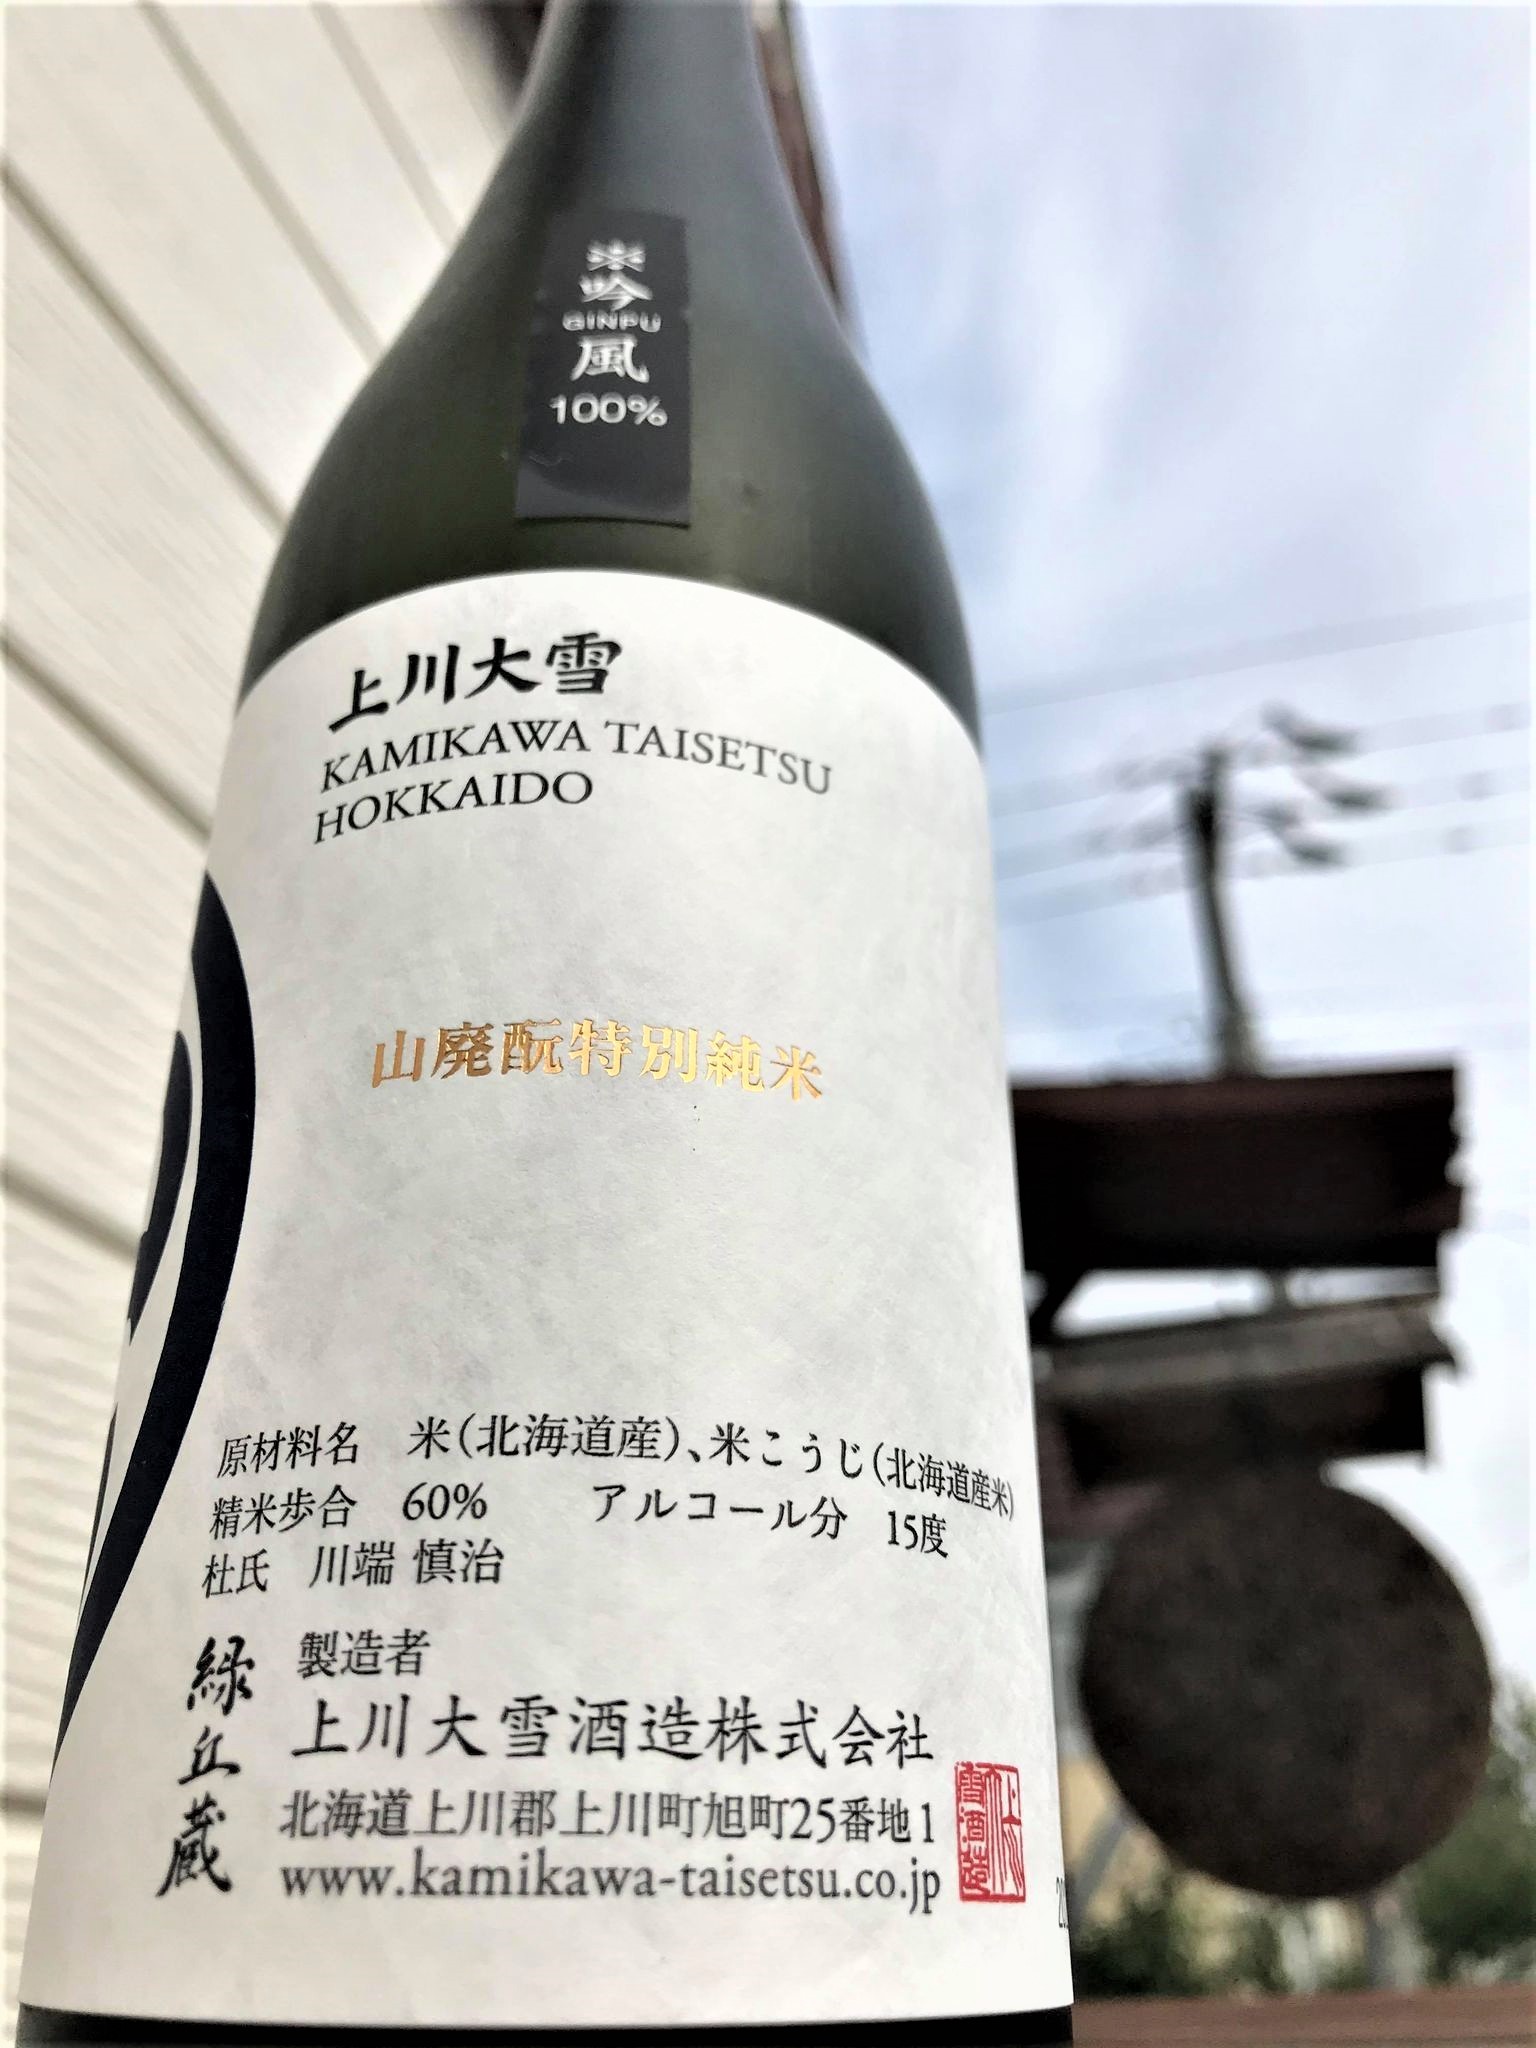 吟
GINPU
風
100%
上川大雪
KAMIKAWA TAISETSU
HOKKAIDO
山廃酛特別純米
原材料名 米(北海道産)、米こうじ(北海道産米)
精米歩合 60% アルコール分 15度
杜氏 川端 慎治
緑丘蔵
製造者
上川大雪酒造株式会社
北海道上川郡上川町旭町25番地1
www.kamikawa-taisetsu.co.jp